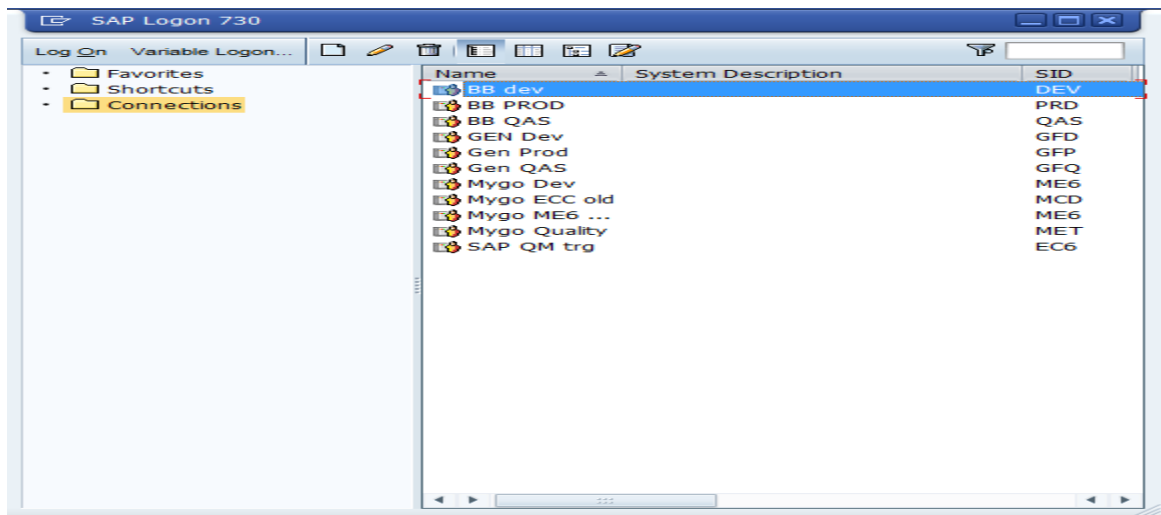 SAP Logon 730
Log On Variable Logon...
Favorites
Shortcuts
Connections
Name System Description SID
BB dev DEV
BB PROD PRD
BB QAS QAS
GEN Dev GFD
Gen Prod GFP
Gen QAS GFQ
Mygo Dev ME6
Mygo ECC old MCD
Mygo ME6 ... ME6
Mygo Quality MET
SAP QM trg EC6